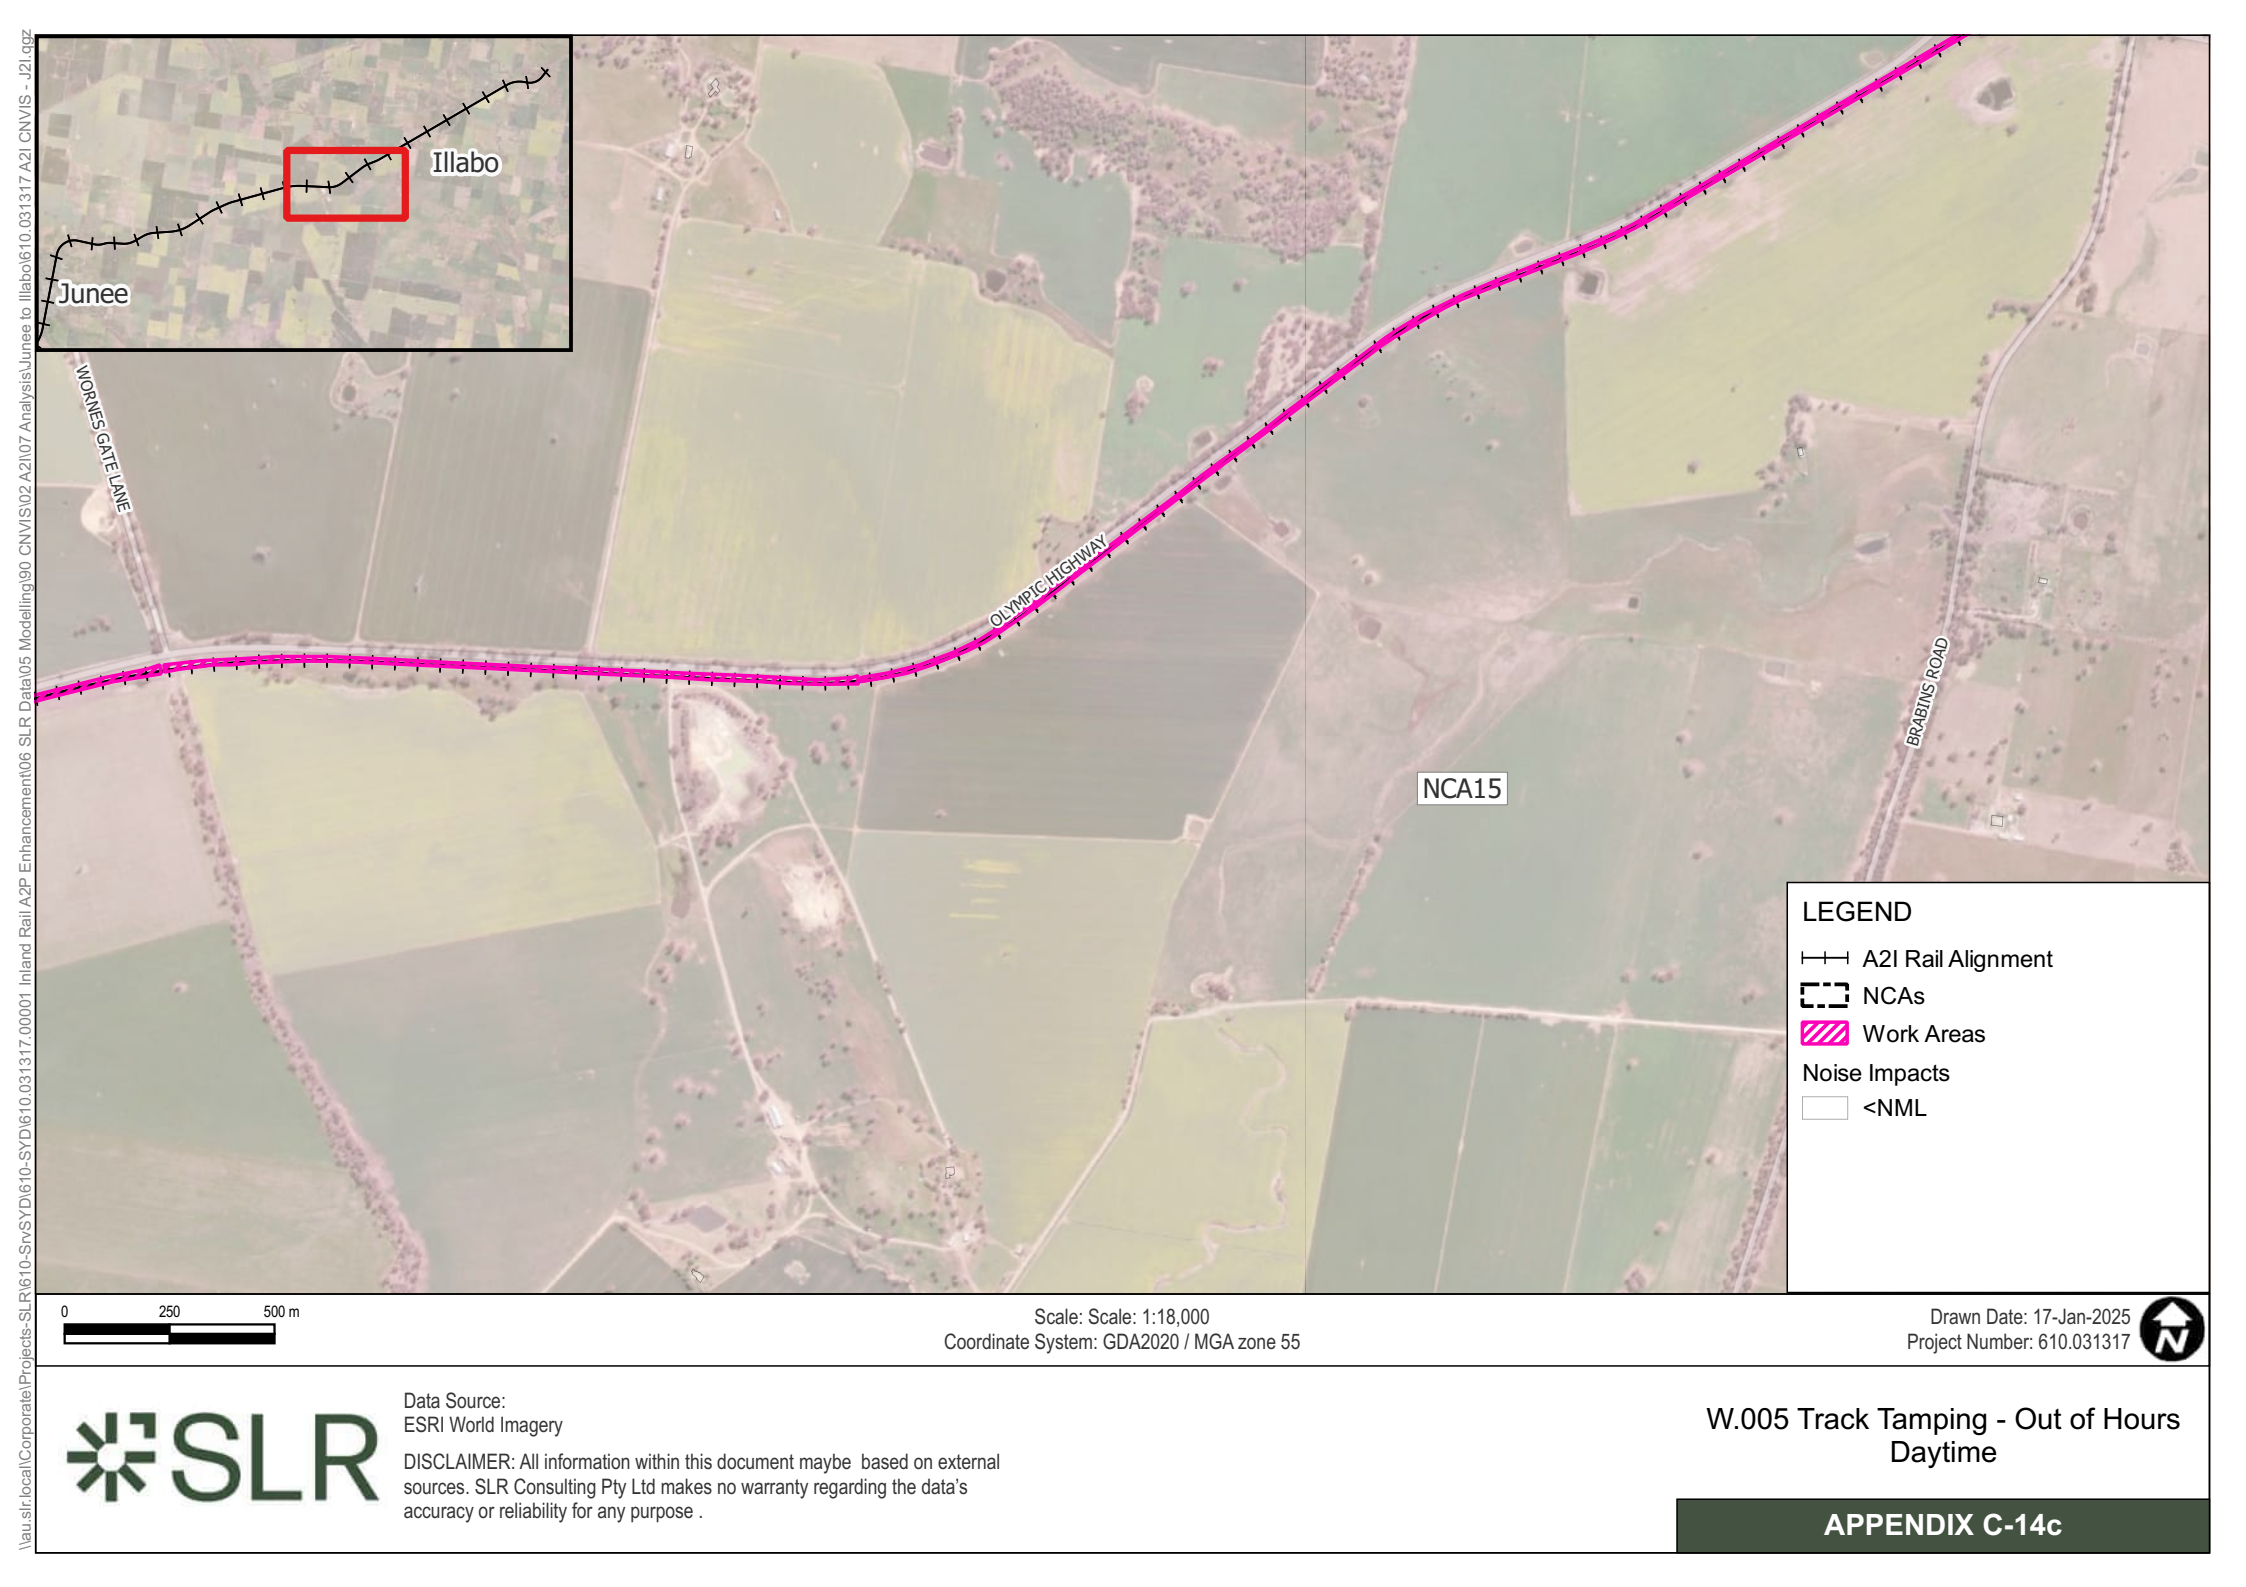 \\au.slr.local\Corporate\Projects-SLR\610-SrvSYD\610-SYD\610.031317.00001 Inland Rail A2P Enhancement\06 SLR Data\05 Modelling\90 CNVIS\02 A2I\07 Analysis\Junee to Illabo\610.031317 A2I CNVIS - J2I.qgz
Illabo
Junee
WORNES GATE LANE
OLYMPIC HIGHWAY
BRABINS ROAD
NCA15
LEGEND
A2I Rail Alignment
NCAs
Work Areas
Noise Impacts
<NML
0 250 500 m
Scale: Scale: 1:18,000
Coordinate System: GDA2020 / MGA zone 55
Drawn Date: 17-Jan-2025
Project Number: 610.031317
N
SLR
Data Source:
ESRI World Imagery
DISCLAIMER: All information within this document maybe  based on external
sources. SLR Consulting Pty Ltd makes no warranty regarding the data's
accuracy or reliability for any purpose .
W.005 Track Tamping - Out of Hours
Daytime
APPENDIX C-14c